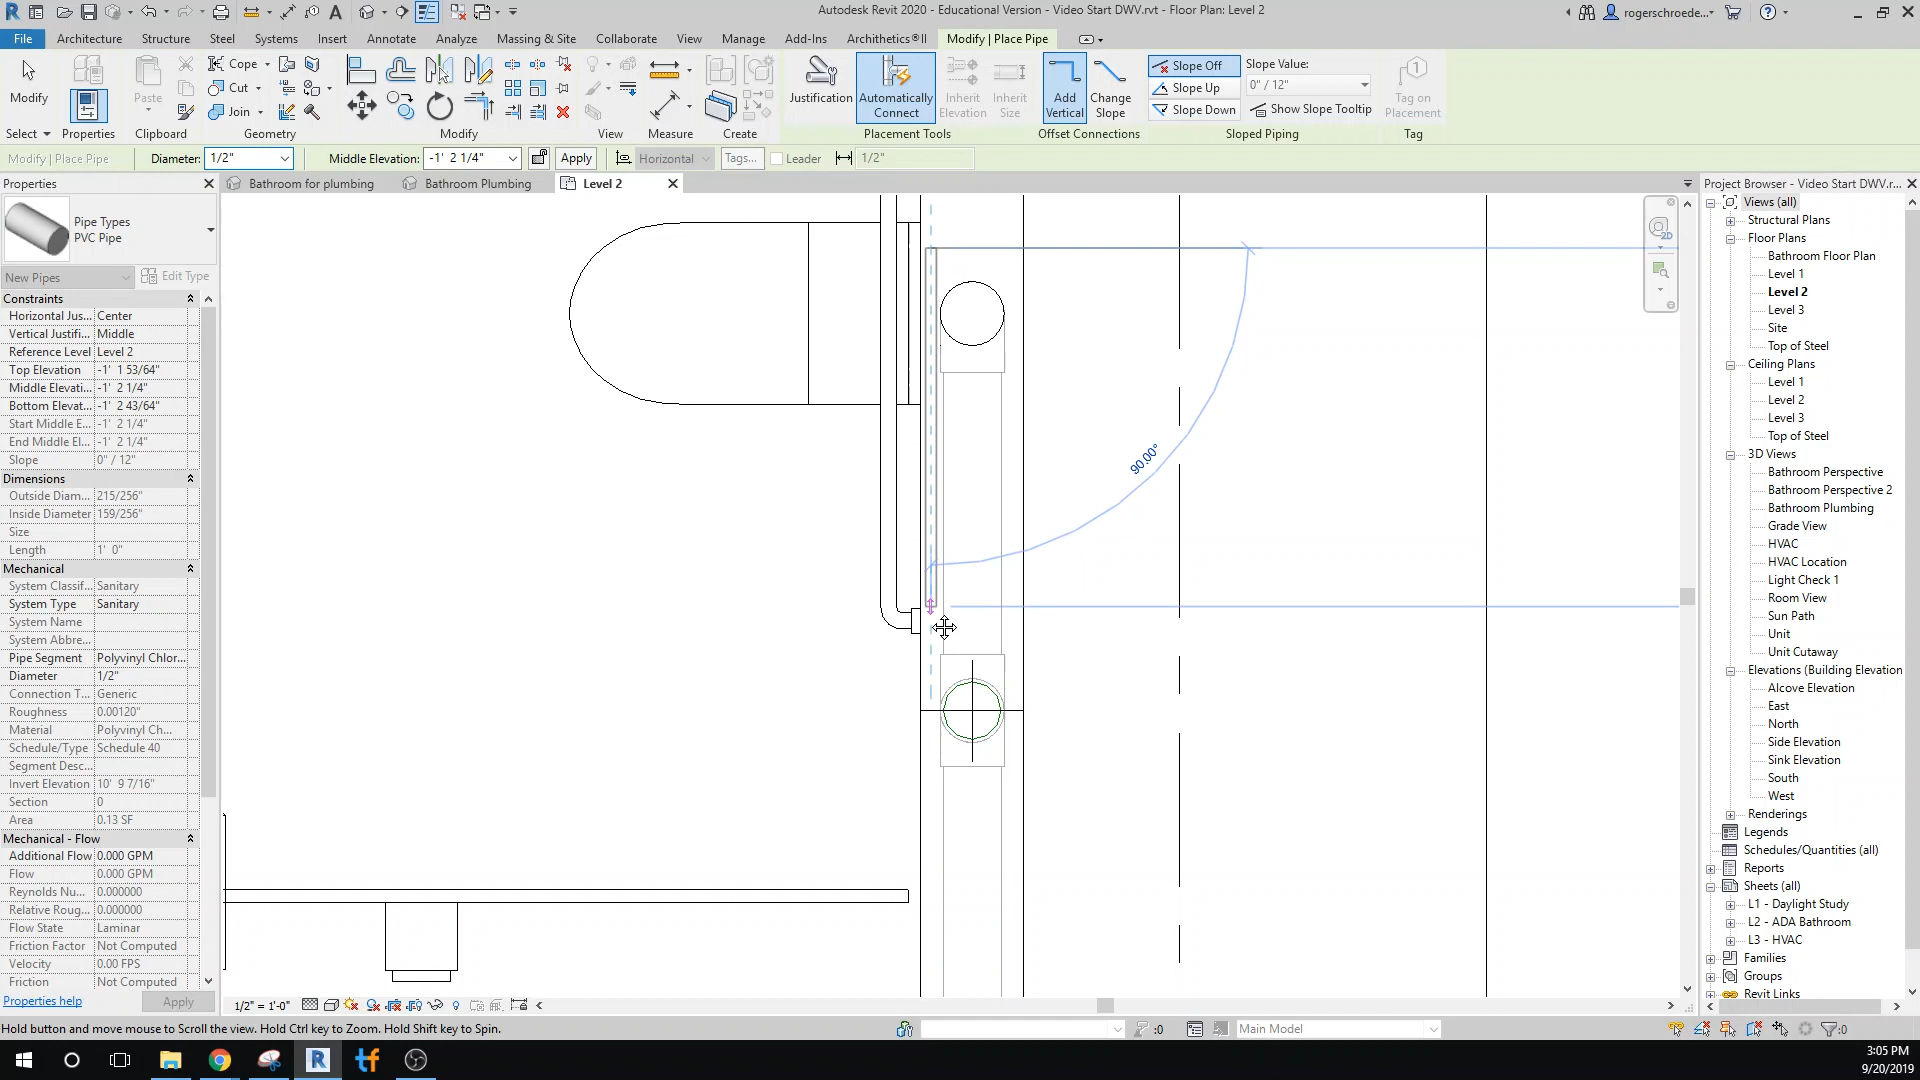 Autodesk Revit 2020 - Educational Version - Video Start DWV.rvt - Floor Plan: Level 2
rogerschroede...
File Architecture Structure Steel Systems Insert Annotate Analyze Massing & Site Collaborate View Manage Add-Ins Archithetics®II Modify | Place Pipe
Modify
Paste
Cope
Cut
Join
Justification
Automatically Connect
Inherit Elevation
Inherit Size
Add Vertical
Change Slope
Slope Off
Slope Up
Slope Down
Slope Value:
0" / 12"
Show Slope Tooltip
Tag on Placement
Select Properties Clipboard Geometry Modify View Measure Create Placement Tools Offset Connections Sloped Piping Tag
Modify | Place Pipe Diameter: 1/2" Middle Elevation: -1' 2 1/4" Apply Horizontal Tags... Leader 1/2"
Properties
Bathroom for plumbing
Bathroom Plumbing
Level 2
Pipe Types
PVC Pipe
New Pipes Edit Type
Constraints
Horizontal Jus... Center
Vertical Justifi... Middle
Reference Level Level 2
Top Elevation -1' 1 53/64"
Middle Elevati... -1' 2 1/4"
Bottom Elevat... -1' 2 43/64"
Start Middle E... -1' 2 1/4"
End Middle El... -1' 2 1/4"
Slope 0" / 12"
Dimensions
Outside Diam... 215/256"
Inside Diameter 159/256"
Size
Length 1' 0"
Mechanical
System Classif... Sanitary
System Type Sanitary
System Name
System Abbre...
Pipe Segment Polyvinyl Chlor...
Diameter 1/2"
Connection T... Generic
Roughness 0.00120"
Material Polyvinyl Ch...
Schedule/Type Schedule 40
Segment Desc...
Invert Elevation 10' 9 7/16"
Section 0
Area 0.13 SF
Mechanical - Flow
Additional Flow 0.000 GPM
Flow 0.000 GPM
Reynolds Nu... 0.000000
Relative Roug... 0.000000
Flow State Laminar
Friction Factor Not Computed
Velocity 0.00 FPS
Friction Not Computed
Properties help Apply
90.00°
2D
Project Browser - Video Start DWV.r...
Views (all)
Structural Plans
Floor Plans
Bathroom Floor Plan
Level 1
Level 2
Level 3
Site
Top of Steel
Ceiling Plans
Level 1
Level 2
Level 3
Top of Steel
3D Views
Bathroom Perspective
Bathroom Perspective 2
Bathroom Plumbing
Grade View
HVAC
HVAC Location
Light Check 1
Room View
Sun Path
Unit
Unit Cutaway
Elevations (Building Elevation
Alcove Elevation
East
North
Side Elevation
Sink Elevation
South
West
Renderings
Legends
Schedules/Quantities (all)
Reports
Sheets (all)
L1 - Daylight Study
L2 - ADA Bathroom
L3 - HVAC
Families
Groups
Revit Links
1/2" = 1'-0"
Hold button and move mouse to Scroll the view. Hold Ctrl key to Zoom. Hold Shift key to Spin.
:0
Main Model
:0
3:05 PM
9/20/2019